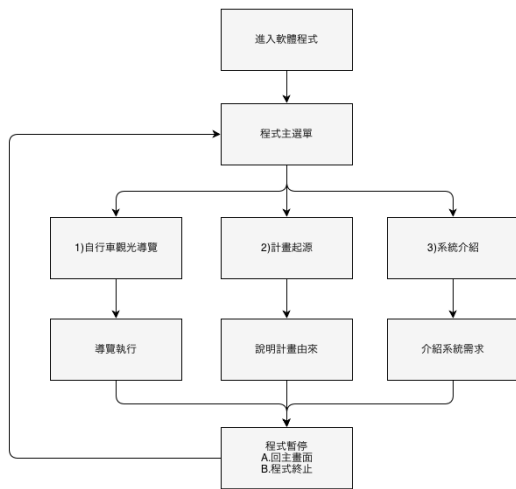 進入軟體程式
程式主選單
1)自行車觀光導覽
2)計畫起源
3)系統介紹
導覽執行
說明計畫由來
介紹系統需求
程式暫停
A.回主畫面
B.程式終止